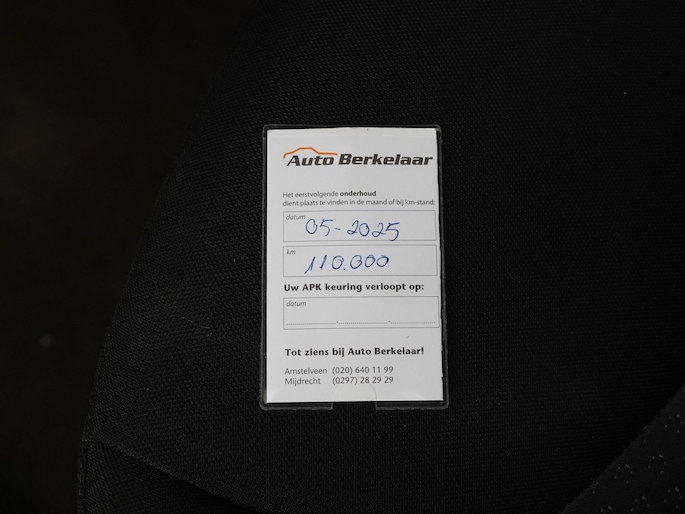 Auto Berkelaar
Het eerstvolgende onderhoud
dient plaats te vinden in de maand of bij km-stand:
datum
05-2025
km
110.000
Uw APK keuring verloopt op:
datum
Tot ziens bij Auto Berkelaar!
Amstelveen (020) 640 11 99
Mijdrecht (0297) 28 29 29